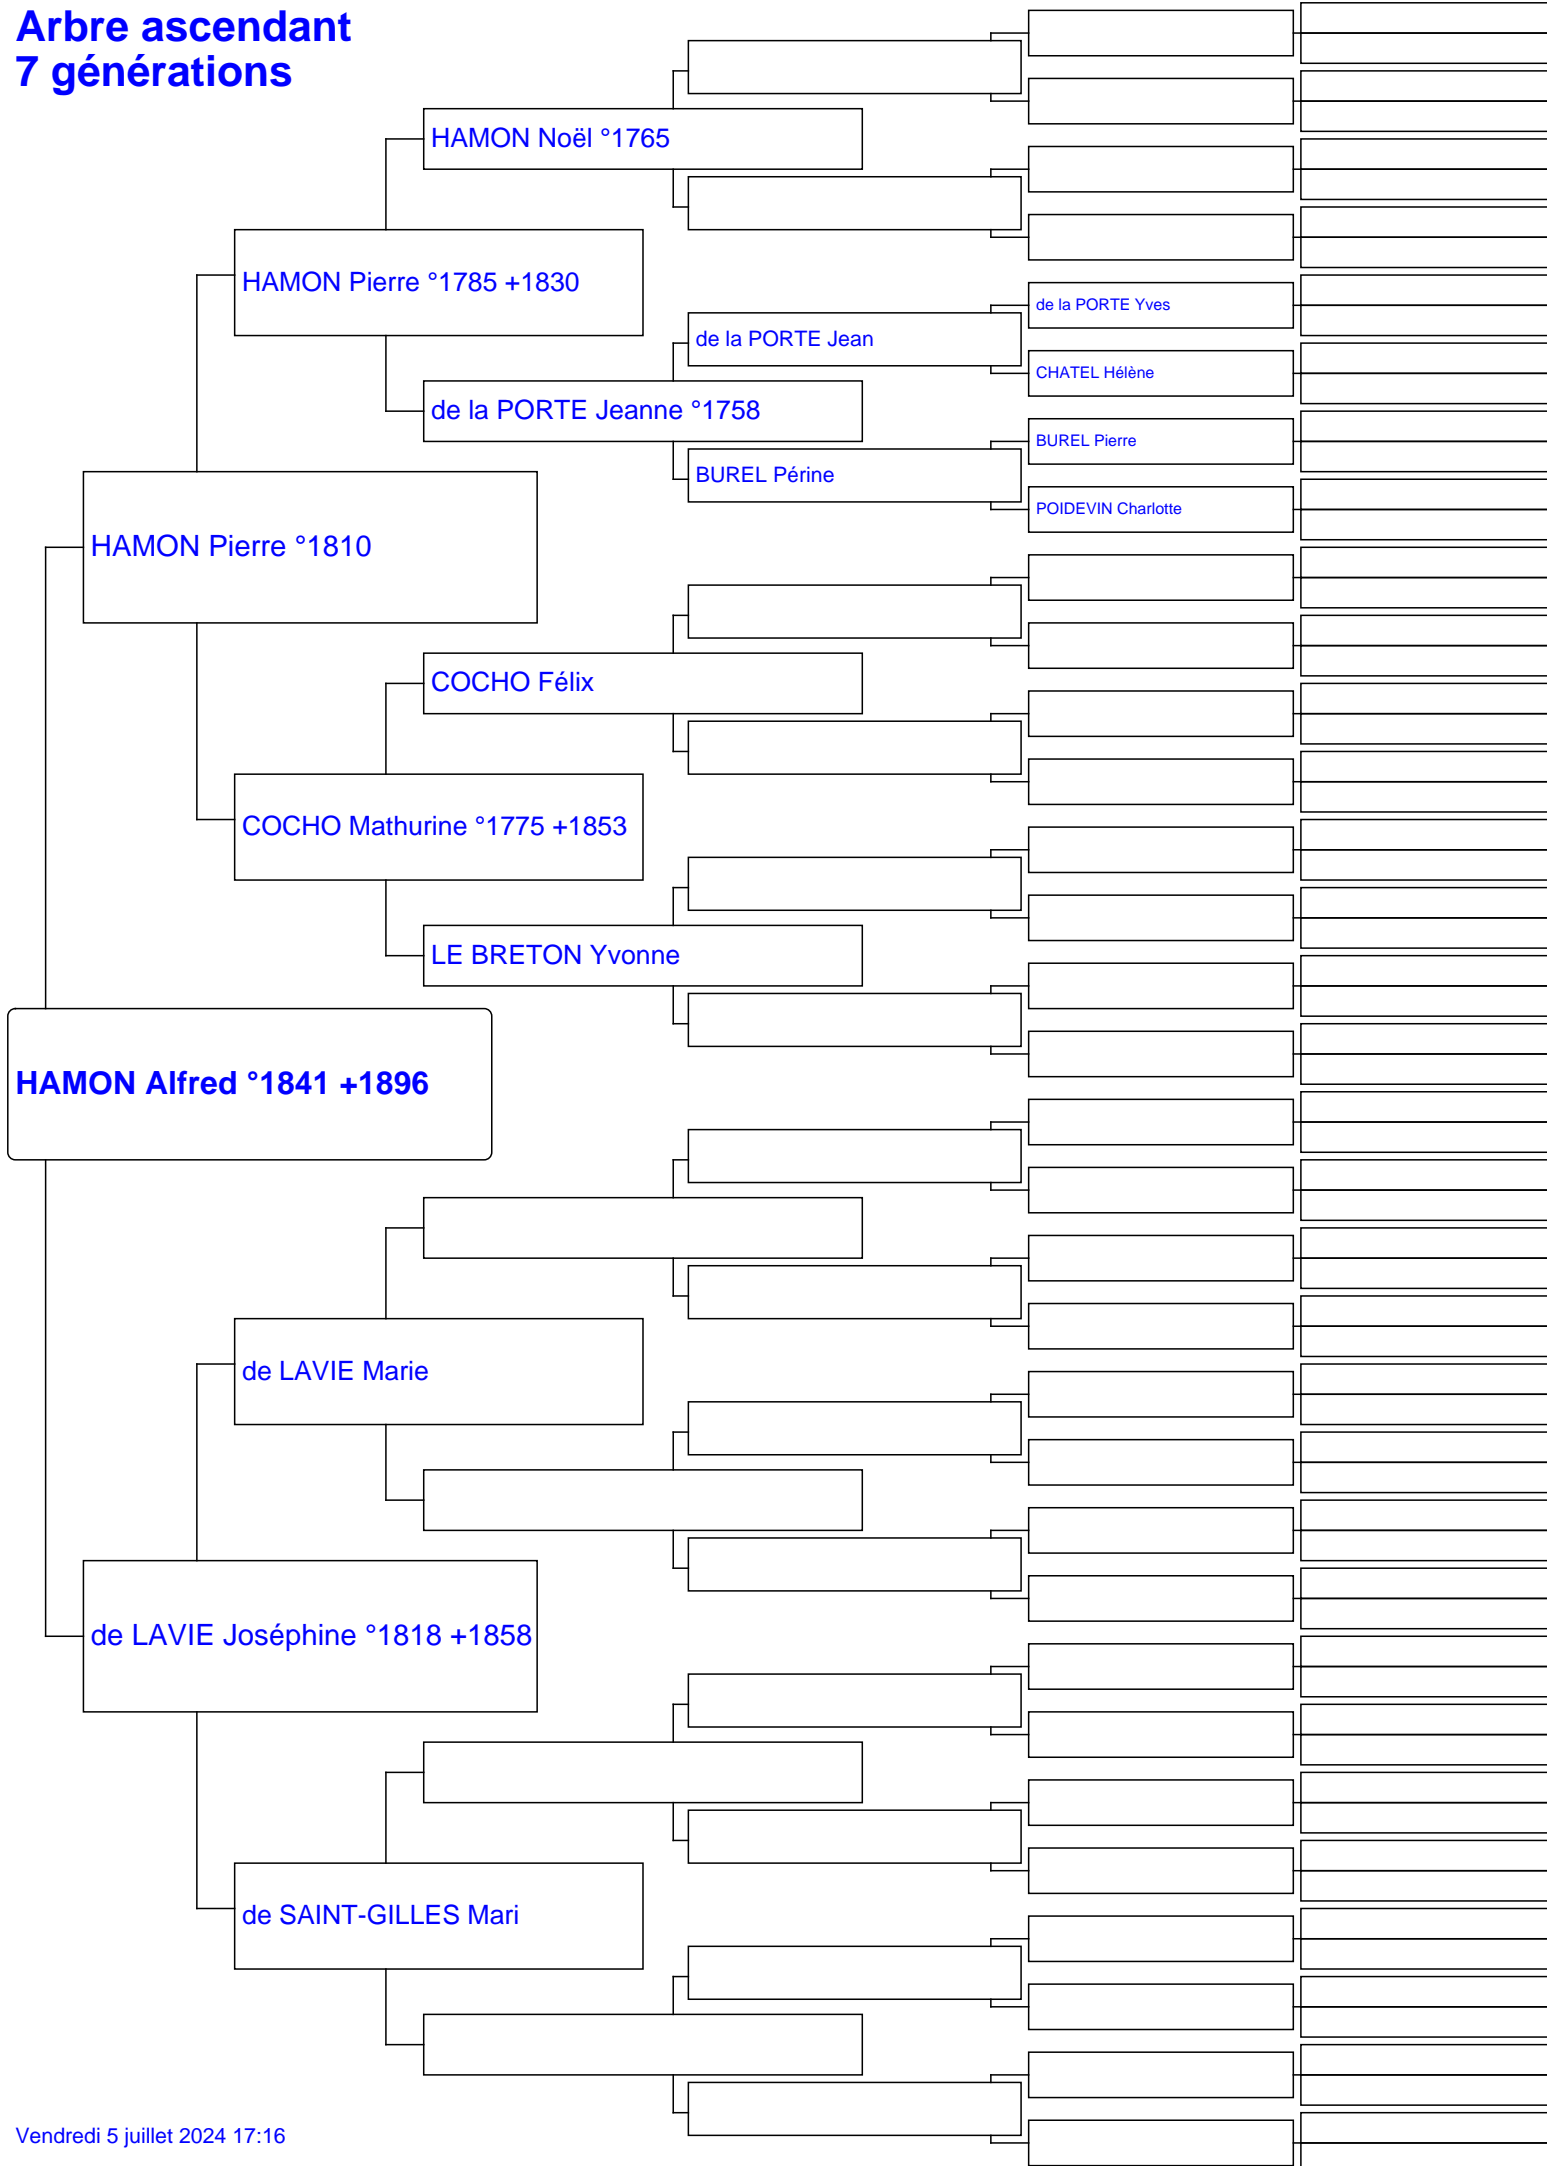 Arbre ascendant
7 générations
HAMON Noël °1765
HAMON Pierre °1785 +1830
de la PORTE Yves
de la PORTE Jean
CHATEL Hélène
de la PORTE Jeanne °1758
BUREL Pierre
BUREL Périne
POIDEVIN Charlotte
HAMON Pierre °1810
COCHO Félix
COCHO Mathurine °1775 +1853
LE BRETON Yvonne
HAMON Alfred °1841 +1896
de LAVIE Marie
de LAVIE Joséphine °1818 +1858
de SAINT-GILLES Mari
Vendredi 5 juillet 2024 17:16